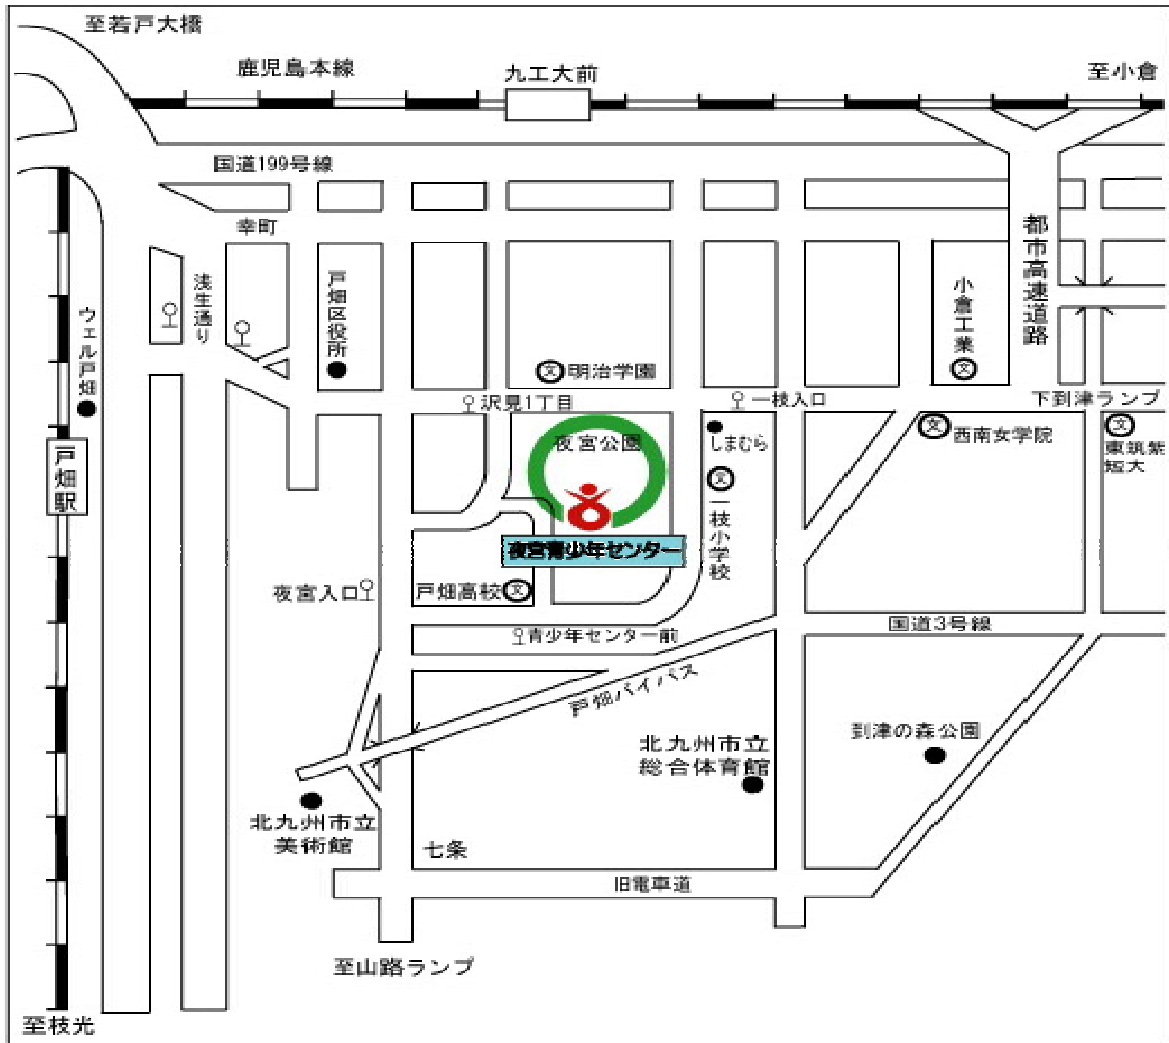 至若戸大橋
鹿児島本線
九工大前
至小倉
国道199号線
幸町
都市高速道路
浅生通り
戸畑区役所
小倉工業
ウェル戸畑
文
明治学園
文
沢見1丁目
一枝入口
下到津ランプ
夜宮公園
しまむら
文
西南女学院
文
東筑紫
短大
戸畑駅
文
一枝小学校
夜宮青少年センター
夜宮入口
戸畑高校
文
青少年センター前
国道3号線
戸畑バイパス
到津の森公園
北九州市立
総合体育館
北九州市立
美術館
七条
旧電車道
至山路ランプ
至枝光